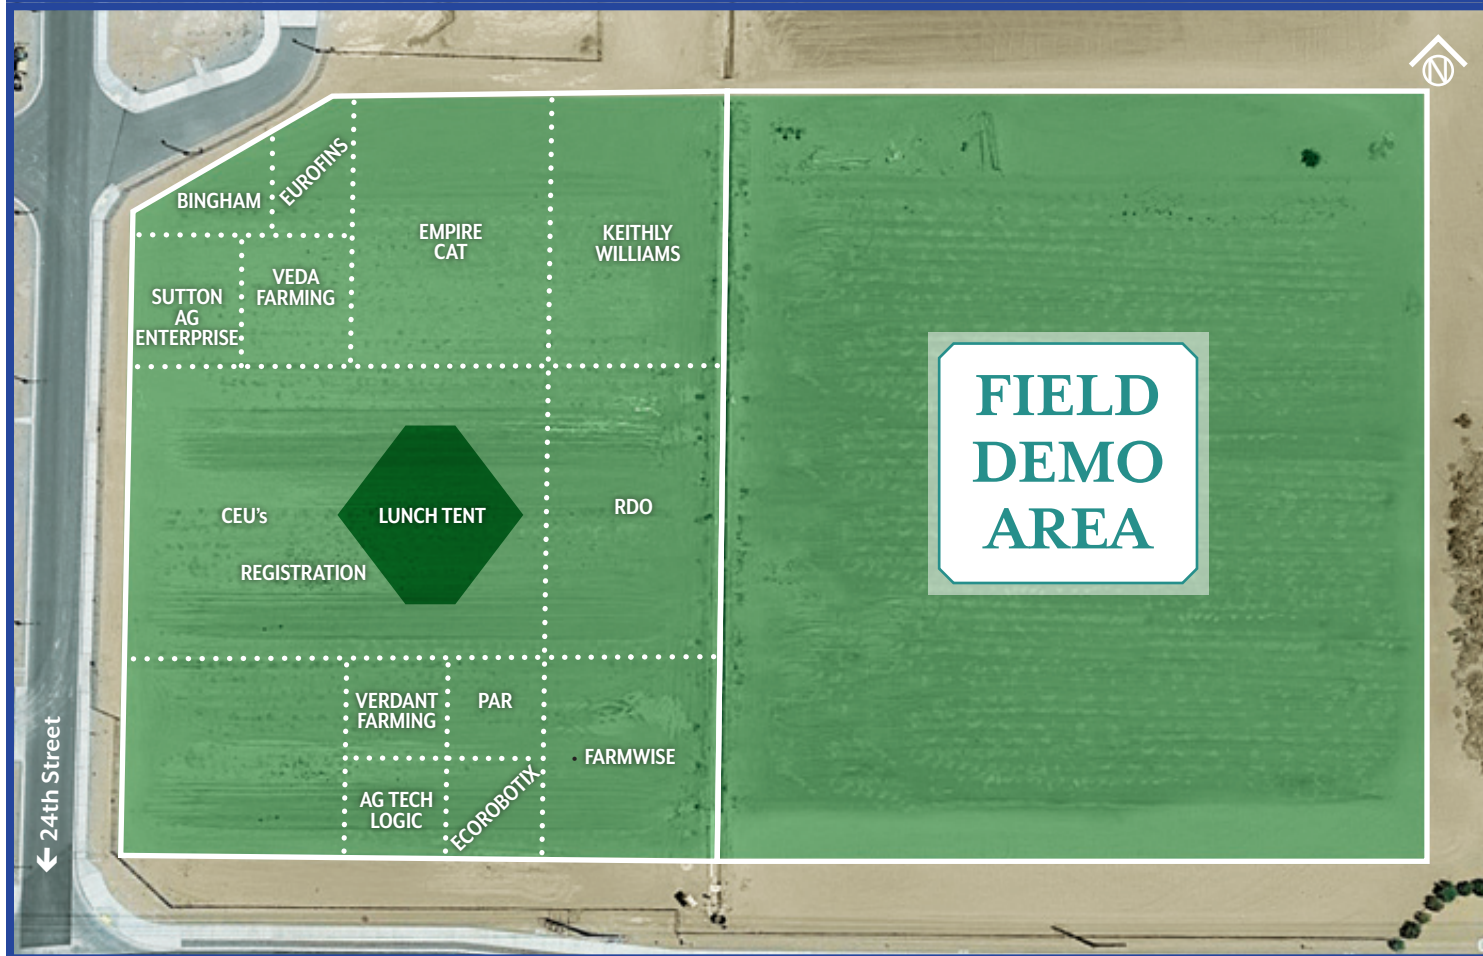 N
BINGHAM
EUROFINS
EMPIRE
CAT
KEITHLY
WILLIAMS
SUTTON
AG
ENTERPRISE
VEDA
FARMING
FIELD
DEMO
AREA
CEU's
LUNCH TENT
RDO
REGISTRATION
VERDANT
FARMING
PAR
FARMWISE
AG TECH
LOGIC
ECOROBOTIX
← 24th Street